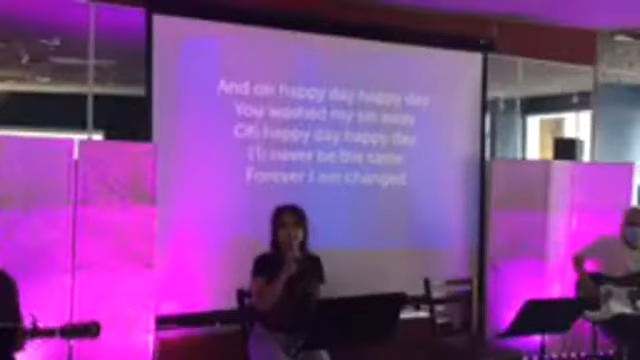 And oh happy day happy day
You washed my sin away
Oh happy day happy day
I'll never be the same
Forever I am changed